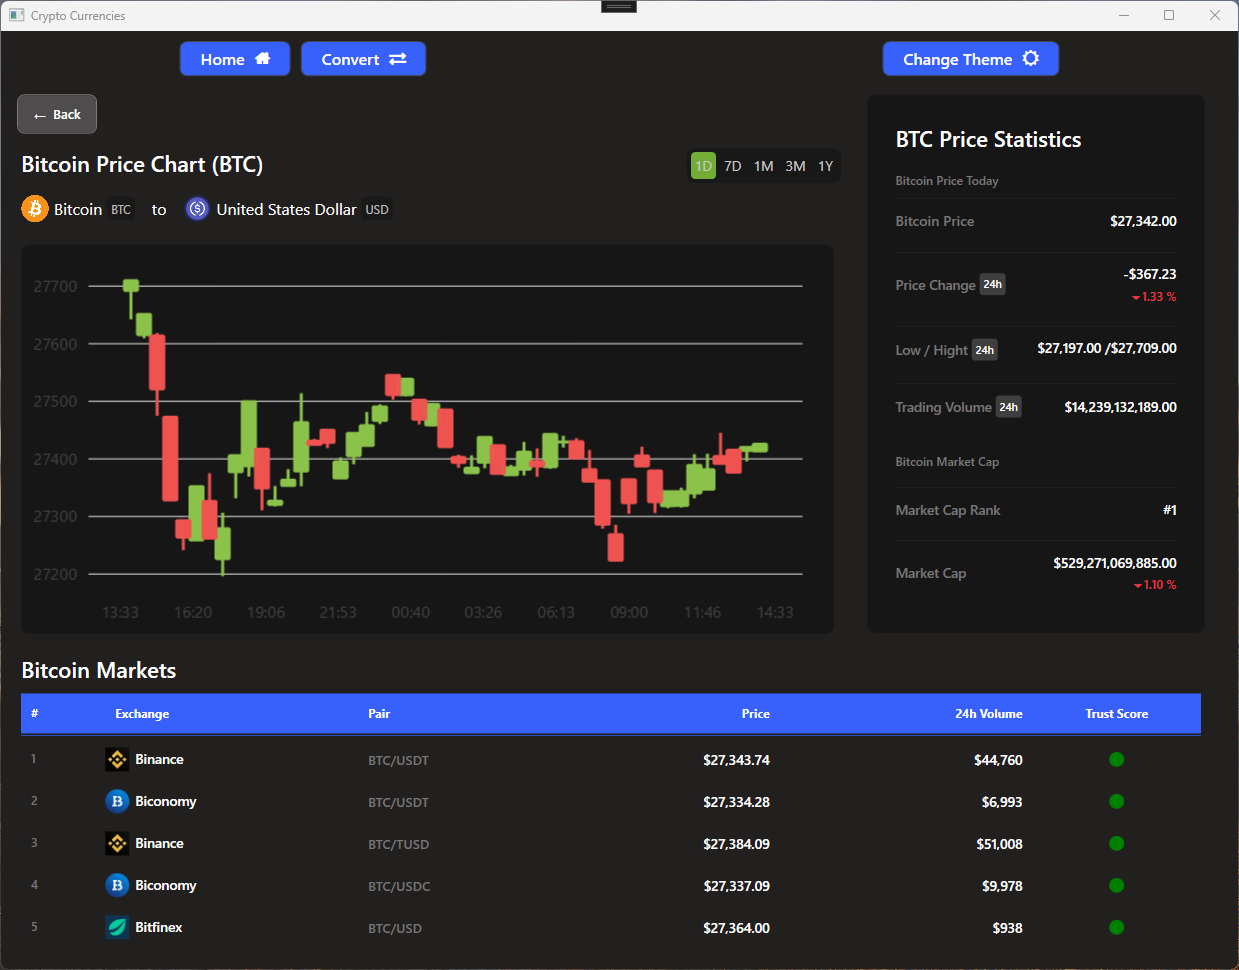 Crypto Currencies
Home Convert Change Theme
← Back
Bitcoin Price Chart (BTC)
1D 7D 1M 3M 1Y
Bitcoin BTC to United States Dollar USD
27700
27600
27500
27400
27300
27200
13:33 16:20 19:06 21:53 00:40 03:26 06:13 09:00 11:46 14:33
BTC Price Statistics
Bitcoin Price Today
Bitcoin Price $27,342.00
Price Change 24h -$367.23
1.33 %
Low / Hight 24h $27,197.00 /$27,709.00
Trading Volume 24h $14,239,132,189.00
Bitcoin Market Cap
Market Cap Rank #1
Market Cap $529,271,069,885.00
1.10 %
Bitcoin Markets
# Exchange Pair Price 24h Volume Trust Score
1 Binance BTC/USDT $27,343.74 $44,760
2 Biconomy BTC/USDT $27,334.28 $6,993
3 Binance BTC/TUSD $27,384.09 $51,008
4 Biconomy BTC/USDC $27,337.09 $9,978
5 Bitfinex BTC/USD $27,364.00 $938